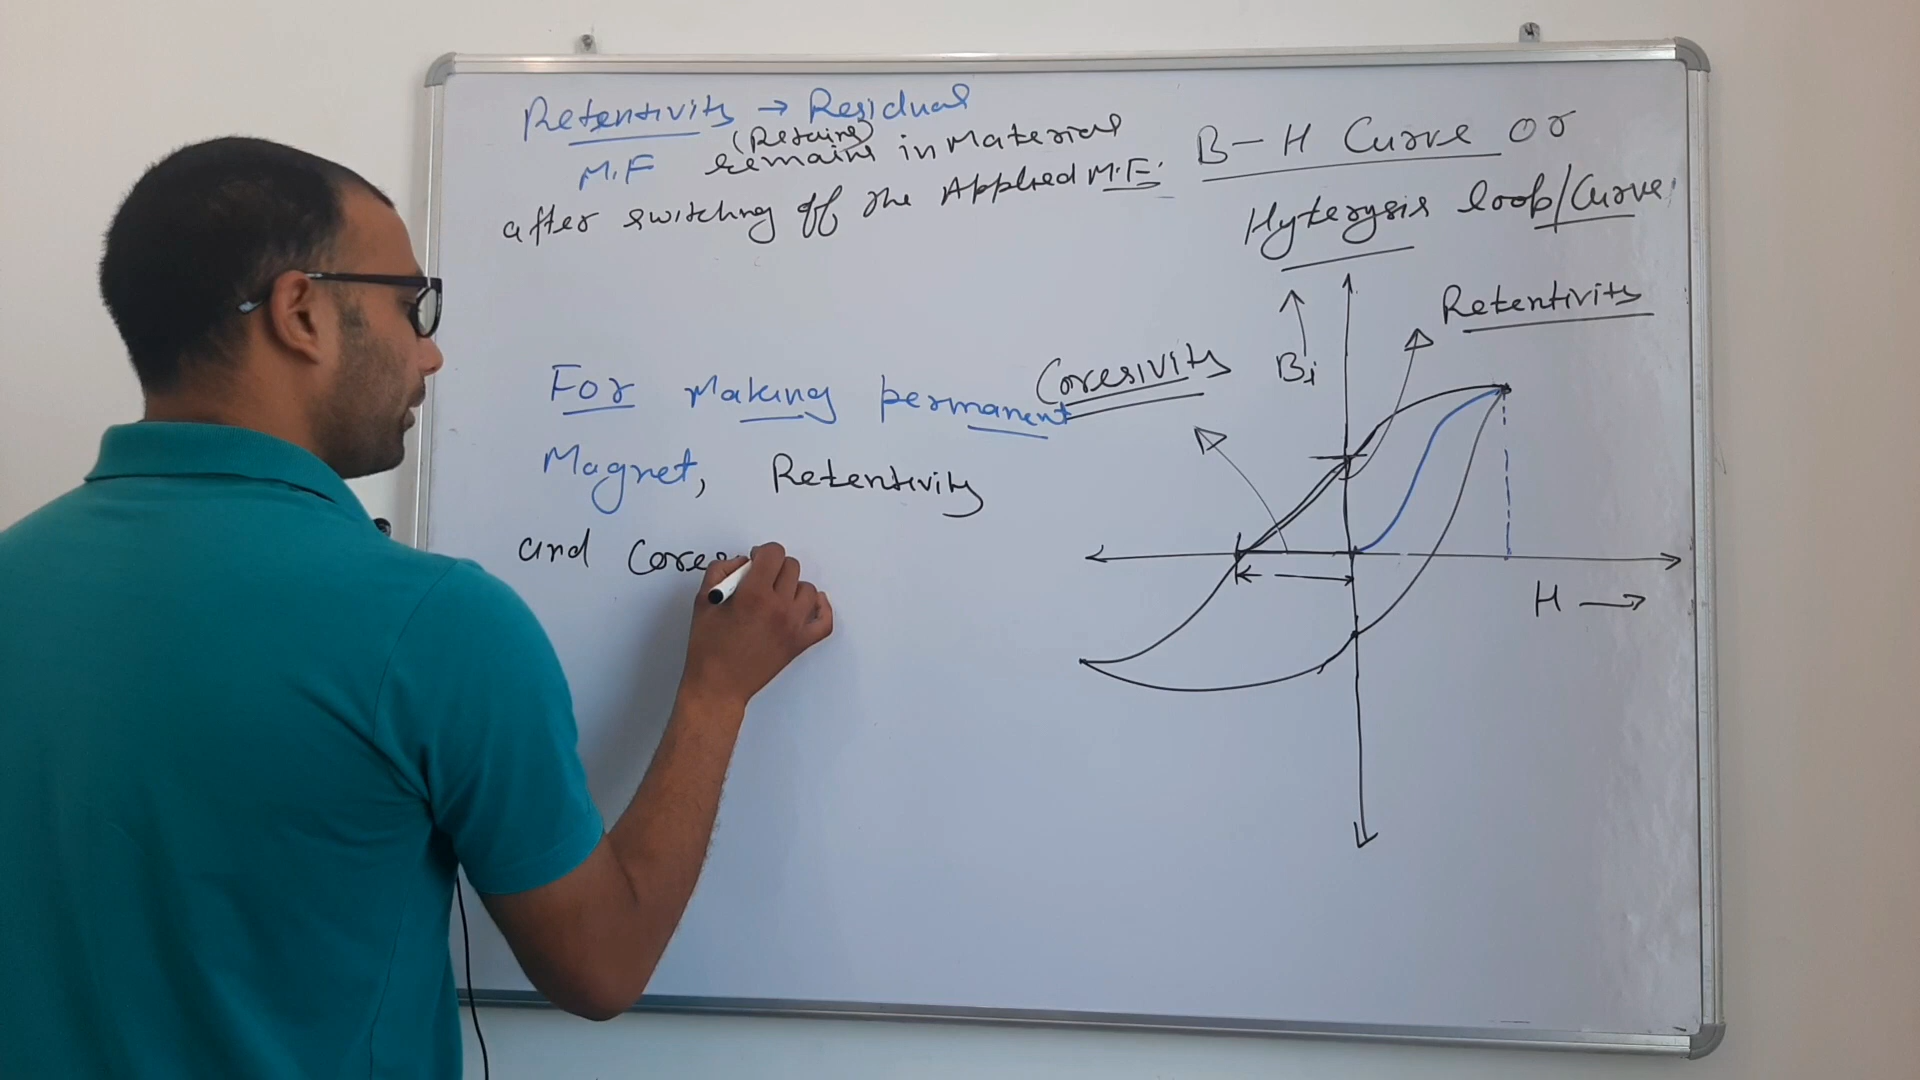 Retentivity → Residual
(Retains)
M.F remains in Material
after switching off the Applied M.F.
B-H Curve or
Hyterysis loop/Curve
Retentivity
Bi
Coresivity
For Making permanent
Magnet, Retentivity
and Cores
H →